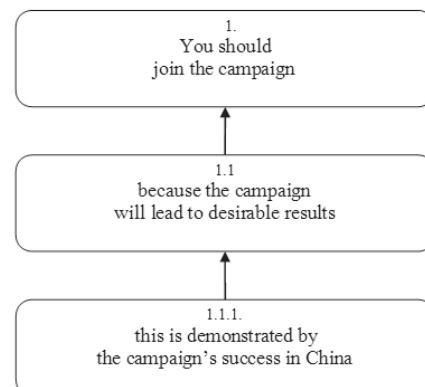 1.
You should
join the campaign
1.1
because the campaign
will lead to desirable results
1.1.1.
this is demonstrated by
the campaign's success in China